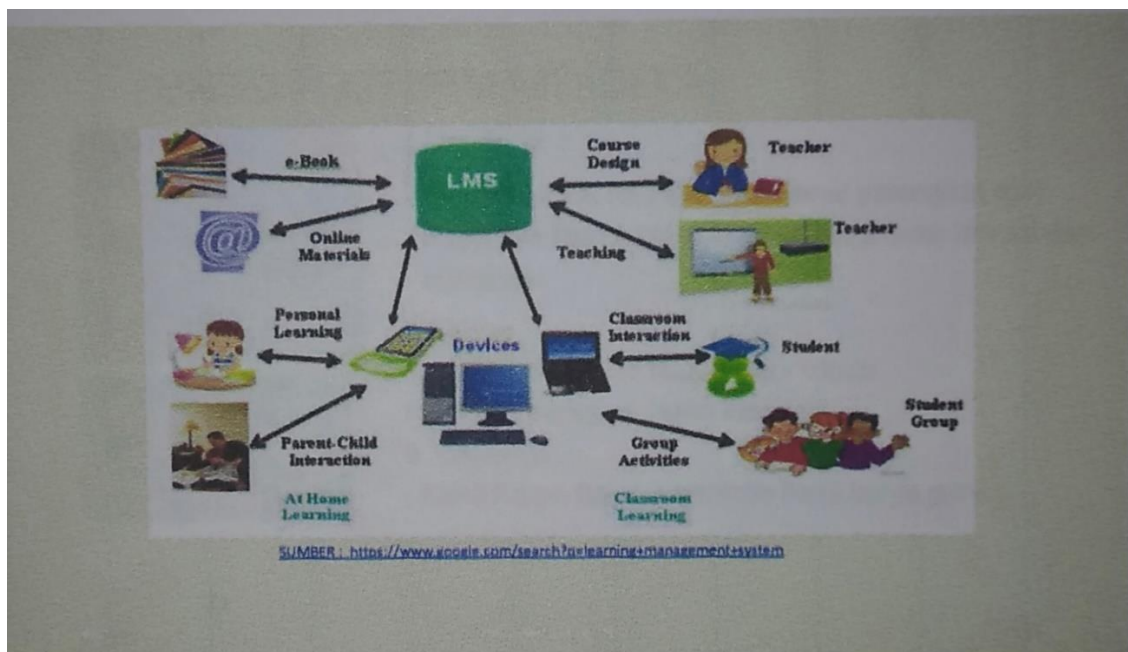 e-Book
LMS
Course
Design
Teacher
Online
Materials
Teaching
Teacher
Personal
Learning
Devices
Classroom
Interaction
Student
Parent-Child
Interaction
Group
Activities
Student
Group
At Home
Learning
Classroom
Learning
SUMBER : https://www.google.com/search?q=learning+management+system